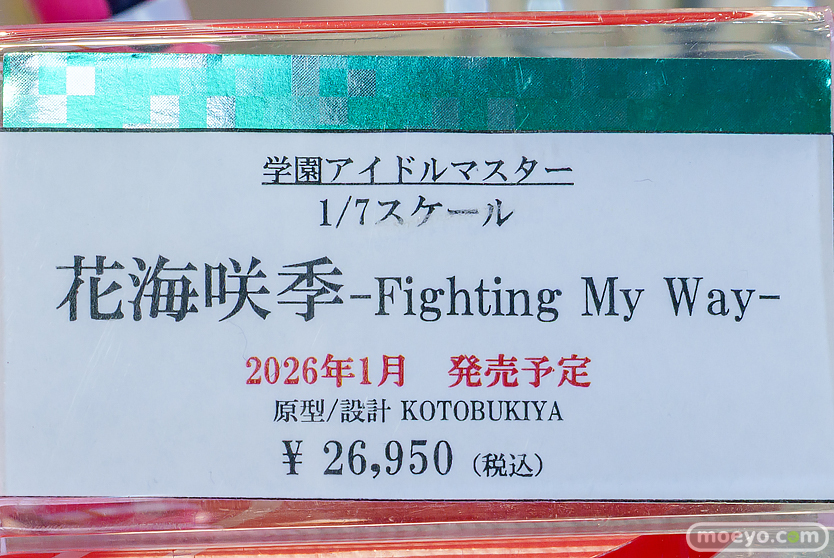 学園アイドルマスター
1/7スケール
花海咲季-Fighting My Way-
2026年1月　発売予定
原型/設計 KOTOBUKIYA
¥ 26,950（税込）
moeyo.com